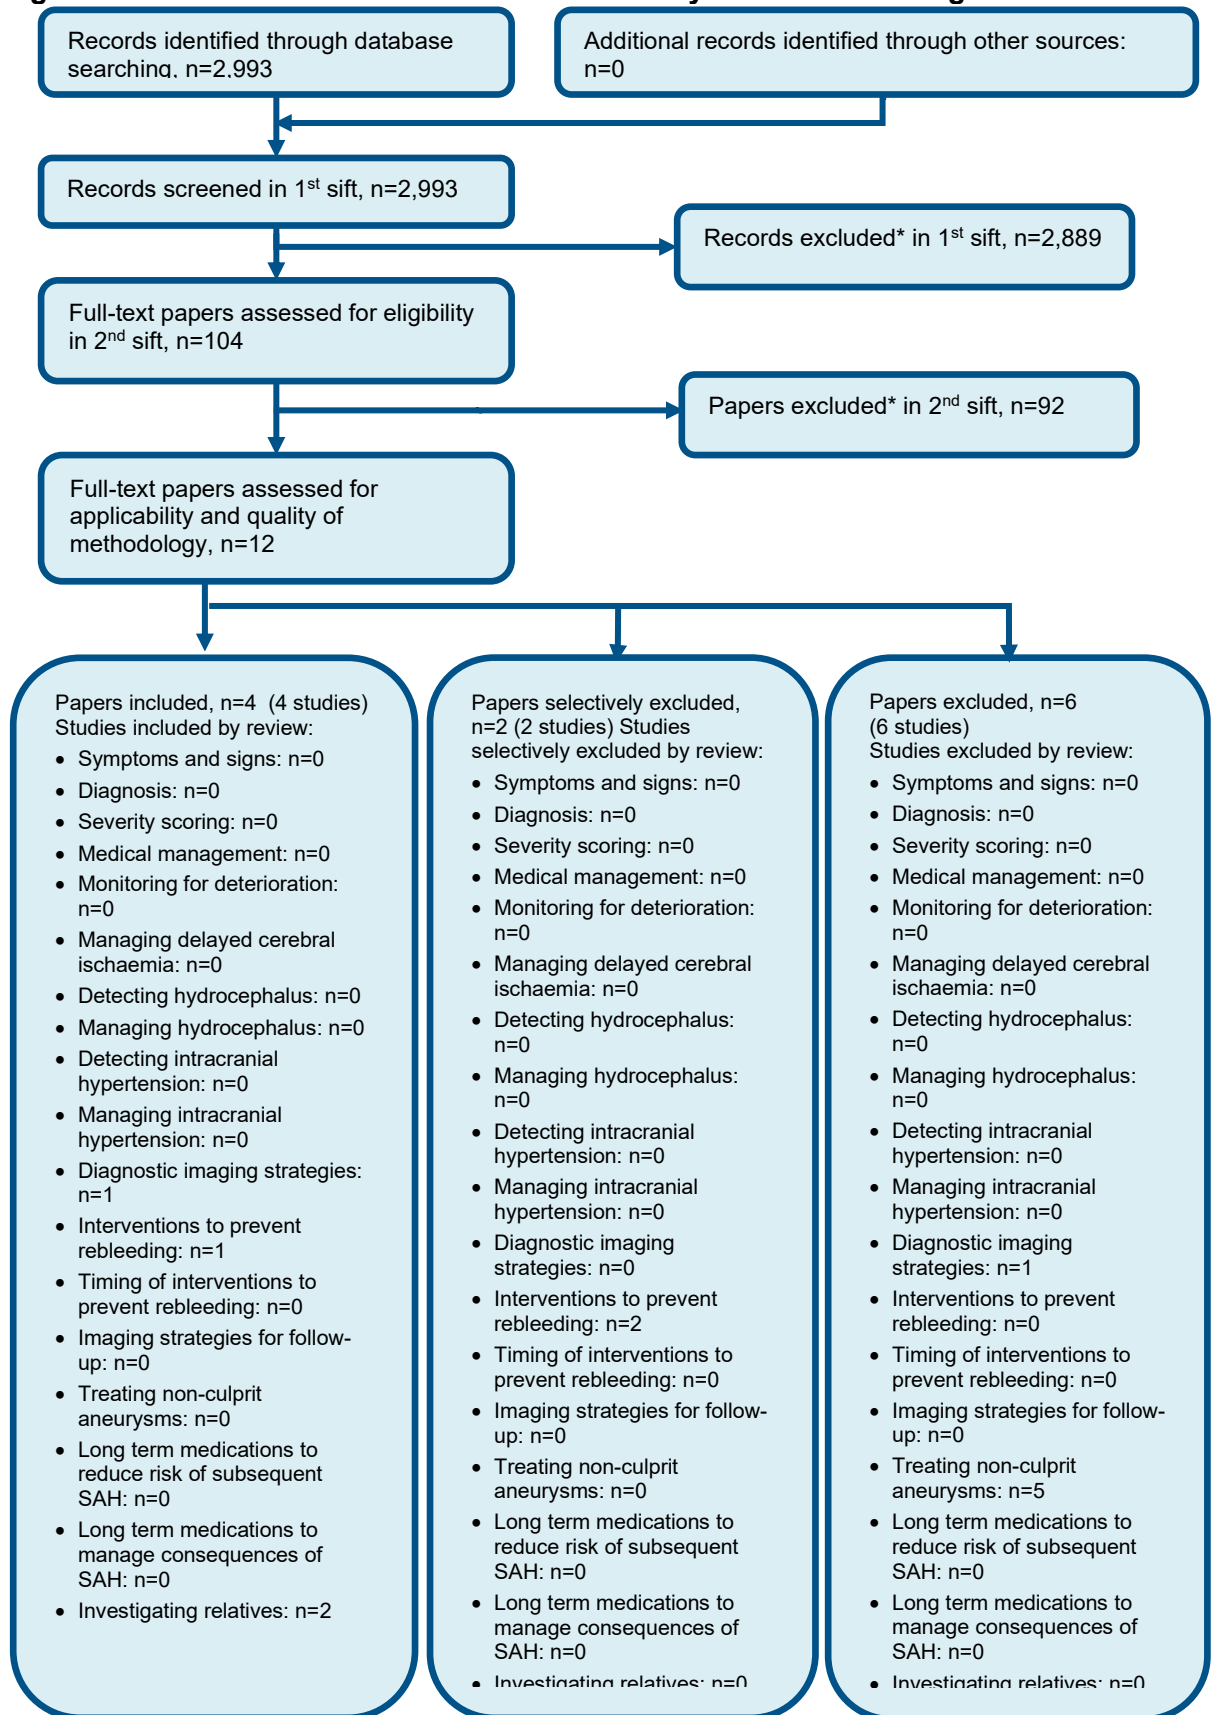 Records identified through database
searching, n=2,993
Additional records identified through other sources:
n=0
Records screened in 1st sift, n=2,993
Records excluded* in 1st sift, n=2,889
Full-text papers assessed for eligibility
in 2nd sift, n=104
Papers excluded* in 2nd sift, n=92
Full-text papers assessed for
applicability and quality of
methodology, n=12
Papers included, n=4 (4 studies)
Studies included by review:
• Symptoms and signs: n=0
• Diagnosis: n=0
• Severity scoring: n=0
• Medical management: n=0
• Monitoring for deterioration:
n=0
• Managing delayed cerebral
ischaemia: n=0
• Detecting hydrocephalus: n=0
• Managing hydrocephalus: n=0
• Detecting intracranial
hypertension: n=0
• Managing intracranial
hypertension: n=0
• Diagnostic imaging strategies:
n=1
• Interventions to prevent
rebleeding: n=1
• Timing of interventions to
prevent rebleeding: n=0
• Imaging strategies for follow-
up: n=0
• Treating non-culprit
aneurysms: n=0
• Long term medications to
reduce risk of subsequent
SAH: n=0
• Long term medications to
manage consequences of
SAH: n=0
• Investigating relatives: n=2
Papers selectively excluded,
n=2 (2 studies) Studies
selectively excluded by review:
• Symptoms and signs: n=0
• Diagnosis: n=0
• Severity scoring: n=0
• Medical management: n=0
• Monitoring for deterioration:
n=0
• Managing delayed cerebral
ischaemia: n=0
• Detecting hydrocephalus:
n=0
• Managing hydrocephalus:
n=0
• Detecting intracranial
hypertension: n=0
• Managing intracranial
hypertension: n=0
• Diagnostic imaging
strategies: n=0
• Interventions to prevent
rebleeding: n=2
• Timing of interventions to
prevent rebleeding: n=0
• Imaging strategies for follow-
up: n=0
• Treating non-culprit
aneurysms: n=0
• Long term medications to
reduce risk of subsequent
SAH: n=0
• Long term medications to
manage consequences of
SAH: n=0
• Investigating relatives: n=0
Papers excluded, n=6
(6 studies)
Studies excluded by review:
• Symptoms and signs: n=0
• Diagnosis: n=0
• Severity scoring: n=0
• Medical management: n=0
• Monitoring for deterioration:
n=0
• Managing delayed cerebral
ischaemia: n=0
• Detecting hydrocephalus:
n=0
• Managing hydrocephalus:
n=0
• Detecting intracranial
hypertension: n=0
• Managing intracranial
hypertension: n=0
• Diagnostic imaging
strategies: n=1
• Interventions to prevent
rebleeding: n=0
• Timing of interventions to
prevent rebleeding: n=0
• Imaging strategies for follow-
up: n=0
• Treating non-culprit
aneurysms: n=5
• Long term medications to
reduce risk of subsequent
SAH: n=0
• Long term medications to
manage consequences of
SAH: n=0
• Investigating relatives: n=0